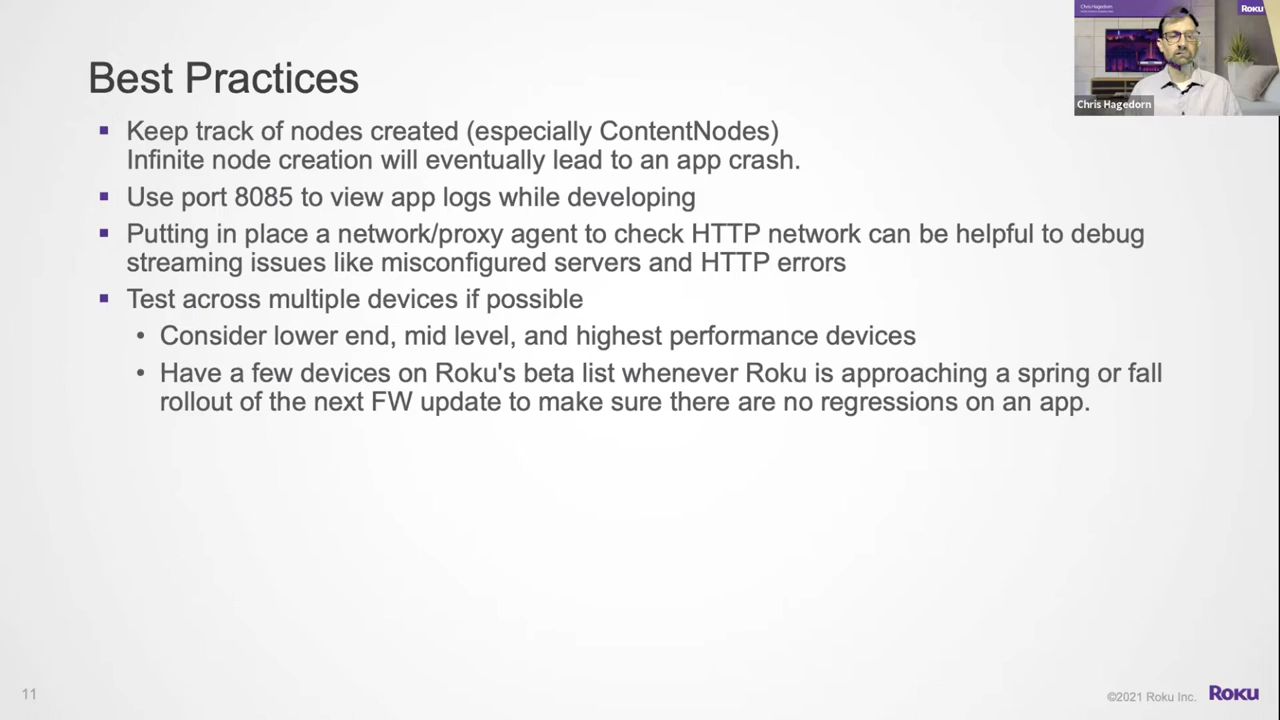 Best Practices
▪ Keep track of nodes created (especially ContentNodes)
Infinite node creation will eventually lead to an app crash.
▪ Use port 8085 to view app logs while developing
▪ Putting in place a network/proxy agent to check HTTP network can be helpful to debug
streaming issues like misconfigured servers and HTTP errors
▪ Test across multiple devices if possible
• Consider lower end, mid level, and highest performance devices
• Have a few devices on Roku's beta list whenever Roku is approaching a spring or fall
rollout of the next FW update to make sure there are no regressions on an app.
Chris Hagedorn
Roku
Chris Hagedorn
11
©2021 Roku Inc.
Roku